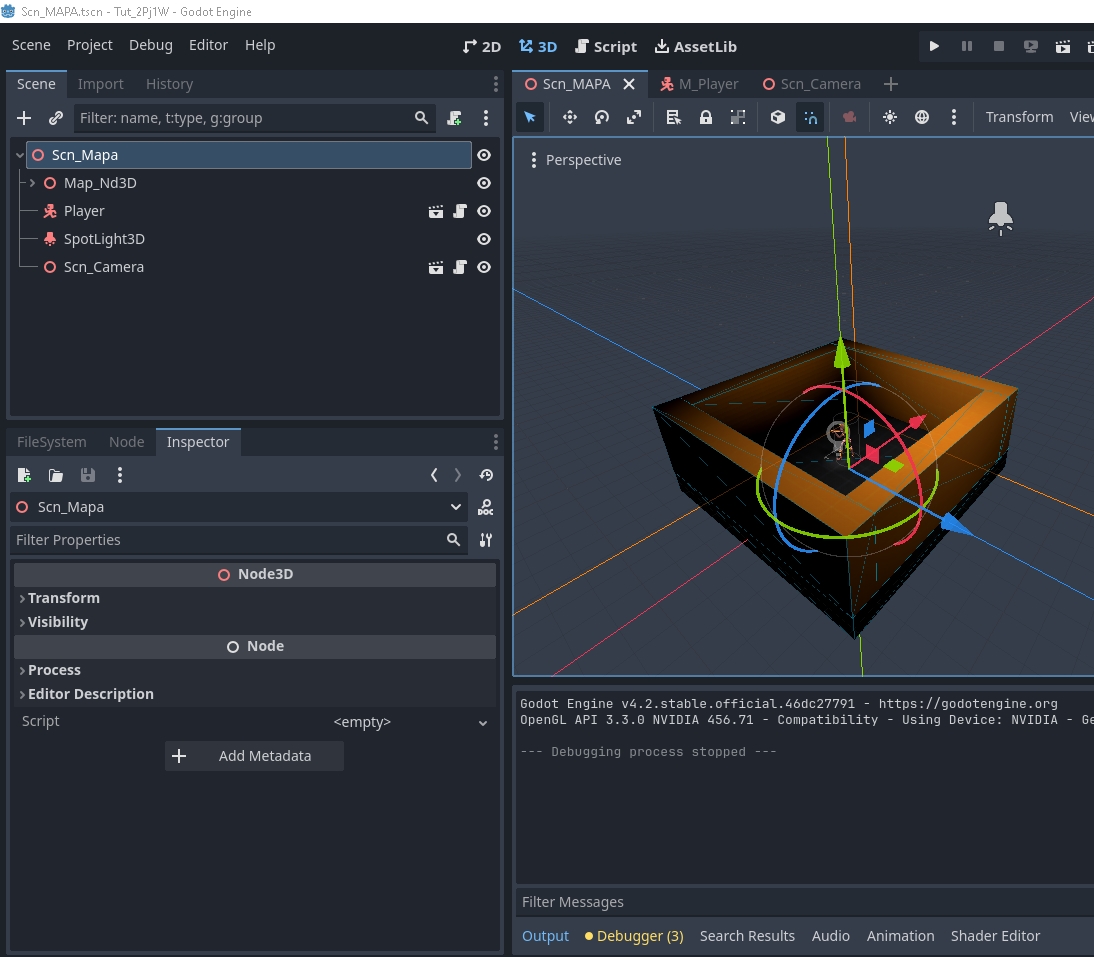 Scn_MAPA.tscn - Tut_2Pj1W - Godot Engine
Scene Project Debug Editor Help
2D 3D Script AssetLib
Scene Import History
Scn_MAPA M_Player Scn_Camera
Filter: name, t:type, g:group
Transform View
Perspective
Scn_Mapa
Map_Nd3D
Player
SpotLight3D
Scn_Camera
FileSystem Node Inspector
Scn_Mapa
DOC
Filter Properties
Node3D
Transform
Visibility
Node
Process
Editor Description
Script <empty>
Add Metadata
Godot Engine v4.2.stable.official.46dc27791 - https://godotengine.org
OpenGL API 3.3.0 NVIDIA 456.71 - Compatibility - Using Device: NVIDIA - Ge
--- Debugging process stopped ---
Filter Messages
Output Debugger (3) Search Results Audio Animation Shader Editor